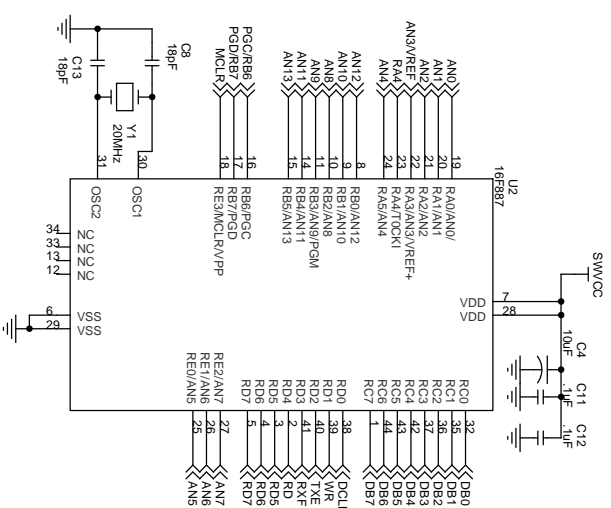 U2
16F887
AN0 19 RA0/AN0/
AN1 20 RA1/AN1
AN2 21 RA2/AN2
AN3/VREF 22 RA3/AN3/VREF+
RA4 23 RA4/T0CKI
AN4 24 RA5/AN4
AN12 8 RB0/AN12
AN10 9 RB1/AN10
AN8 10 RB2/AN8
AN9 11 RB3/AN9/PGM
AN11 14 RB4/AN11
AN13 15 RB5/AN13
PGC/RB6 16 RB6/PGC
PGD/RB7 17 RB7/PGD
MCLR 18 RE3/MCLR/VPP
C8
18pF
C13
18pF
Y1
20MHz
30 OSC1
31 OSC2
34 NC
33 NC
13 NC
12 NC
6 VSS
29 VSS
SWVCC
VDD 7
VDD 28
C4
10uF
C11
.1uF
C12
.1uF
RC0 32 DB0
RC1 35 DB1
RC2 36 DB2
RC3 37 DB3
RC4 42 DB4
RC5 43 DB5
RC6 44 DB6
RC7 1 DB7
RD0 38
RD1 39 WR
RD2 40 TXE
RD3 41 RXF
RD4 2 RD
RD5 3 RD5
RD6 4 RD6
RD7 5 RD7
RE2/AN7 27 AN7
RE1/AN6 26 AN6
RE0/AN5 25 AN5